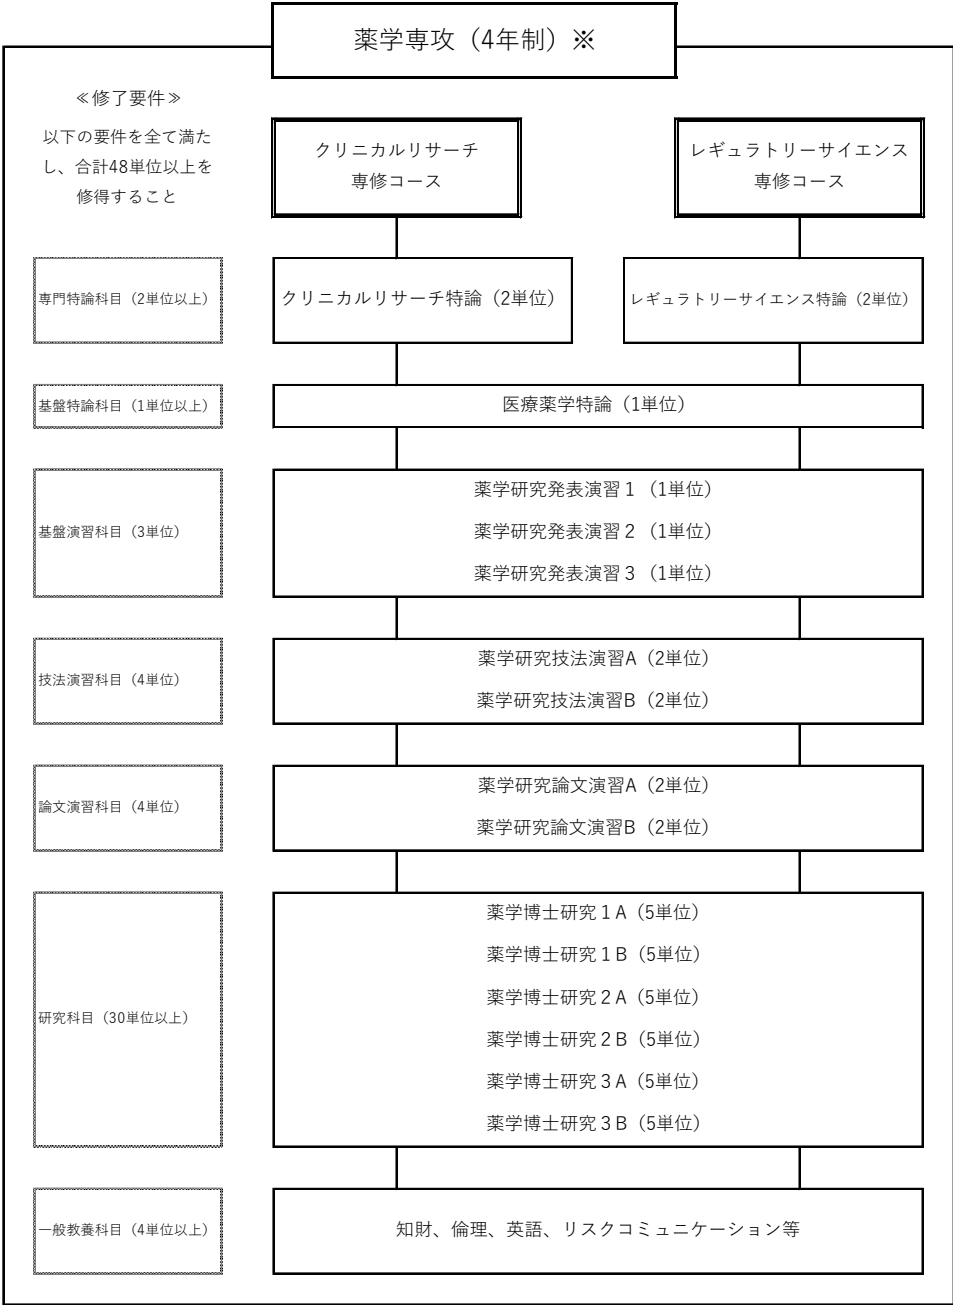 薬学専攻（4年制）※
≪修了要件≫
以下の要件を全て満た
し、合計48単位以上を
修得すること
クリニカルリサーチ
専修コース
レギュラトリーサイエンス
専修コース
専門特論科目（2単位以上）
クリニカルリサーチ特論（2単位）
レギュラトリーサイエンス特論（2単位）
基盤特論科目（1単位以上）
医療薬学特論（1単位）
基盤演習科目（3単位）
薬学研究発表演習１（1単位）
薬学研究発表演習２（1単位）
薬学研究発表演習３（1単位）
技法演習科目（4単位）
薬学研究技法演習A（2単位）
薬学研究技法演習B（2単位）
論文演習科目（4単位）
薬学研究論文演習A（2単位）
薬学研究論文演習B（2単位）
研究科目（30単位以上）
薬学博士研究１A（5単位）
薬学博士研究１B（5単位）
薬学博士研究２A（5単位）
薬学博士研究２B（5単位）
薬学博士研究３A（5単位）
薬学博士研究３B（5単位）
一般教養科目（4単位以上）
知財、倫理、英語、リスクコミュニケーション等